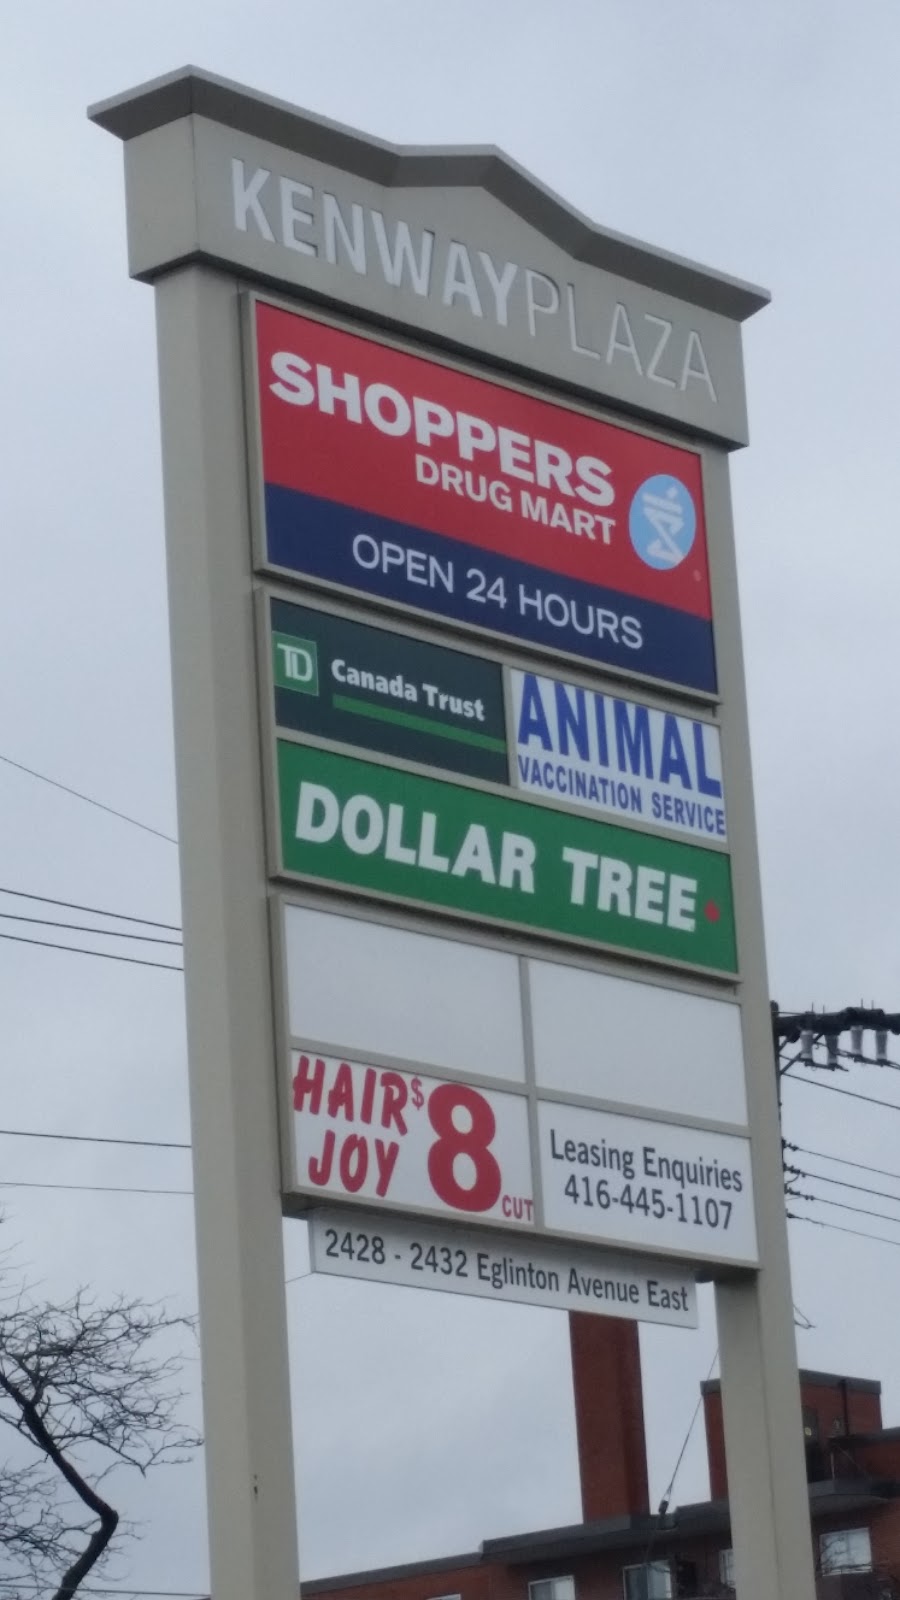 KENWAYPLAZA
SHOPPERS
DRUG MART
OPEN 24 HOURS
TD Canada Trust
ANIMAL
VACCINATION SERVICE
DOLLAR TREE
HAIR $8
JOY
CUT
Leasing Enquiries
416-445-1107
2428 - 2432 Eglinton Avenue East